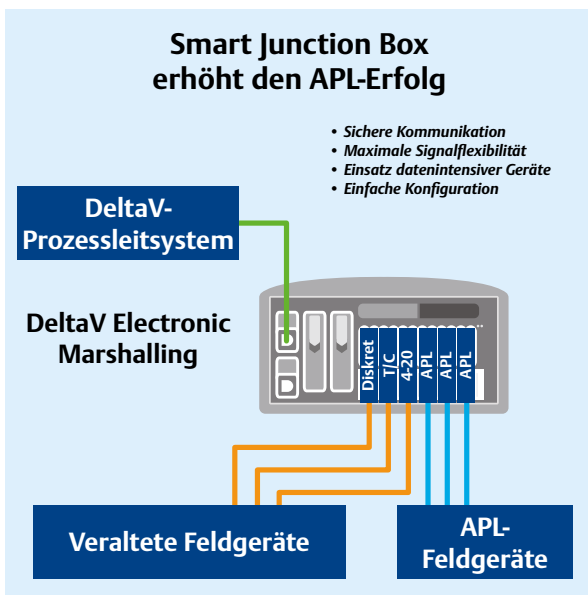 Smart Junction Box
erhöht den APL-Erfolg
• Sichere Kommunikation
• Maximale Signalflexibilität
• Einsatz datenintensiver Geräte
• Einfache Konfiguration
DeltaV-
Prozessleitsystem
DeltaV Electronic
Marshalling
Diskret
T/C
4-20
APL
APL
APL
Veraltete Feldgeräte
APL-
Feldgeräte